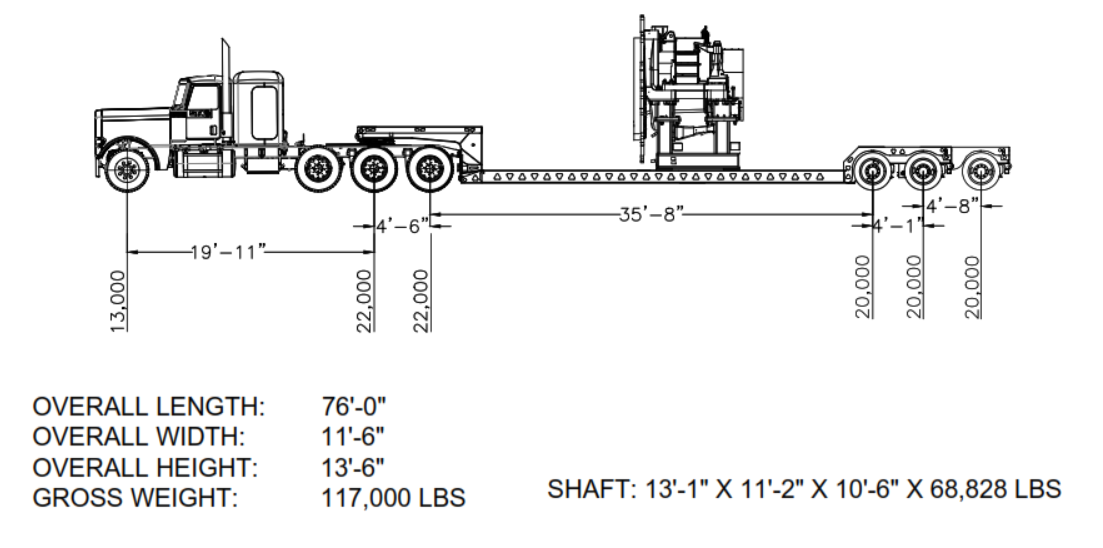 35'-8"
4'-8"
4'-6"
4'-1"
19'-11"
13,000
22,000
22,000
20,000
20,000
20,000
OVERALL LENGTH: 76'-0"
OVERALL WIDTH: 11'-6"
OVERALL HEIGHT: 13'-6"
GROSS WEIGHT: 117,000 LBS
SHAFT: 13'-1" X 11'-2" X 10'-6" X 68,828 LBS